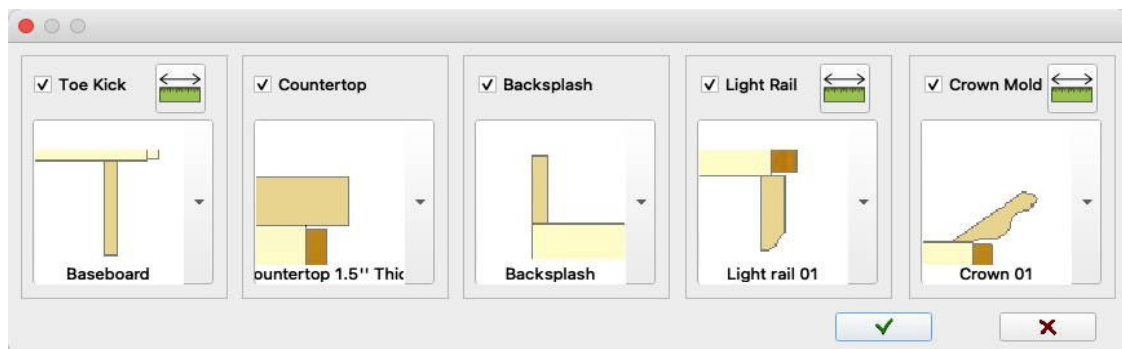 Toe Kick
Countertop
Backsplash
Light Rail
Crown Mold
Baseboard
ountertop 1.5'' Thic
Backsplash
Light rail 01
Crown 01